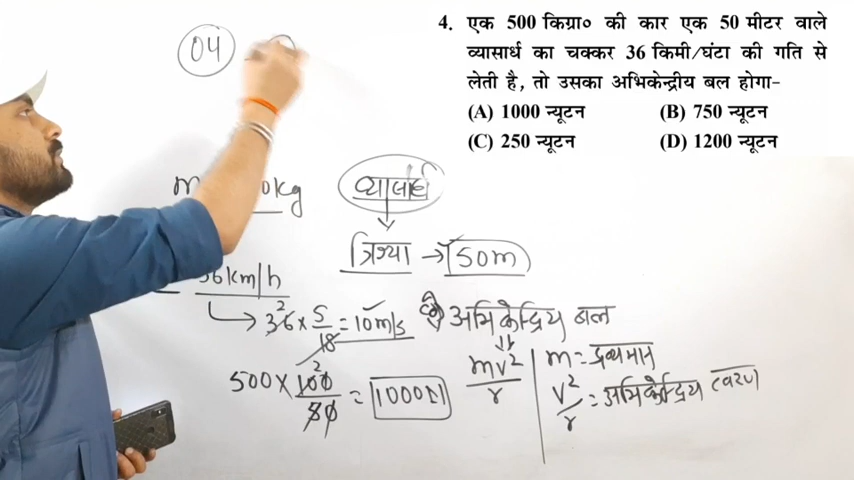 4. एक 500 किग्रा० की कार एक 50 मीटर वाले
व्यासार्ध का चक्कर 36 किमी/घंटा की गति से
लेती है, तो उसका अभिकेन्द्रीय बल होगा-
(A) 1000 न्यूटन (B) 750 न्यूटन
(C) 250 न्यूटन (D) 1200 न्यूटन
04
0kg
त्रिज्या → 50m
36km/h
36 × 5/18 = 10m/s
अभिकेन्द्रिय बल
500 × 100/50 = 1000N
mv²/r
m = द्रव्यमान
v²/r = अभिकेन्द्रिय त्वरण